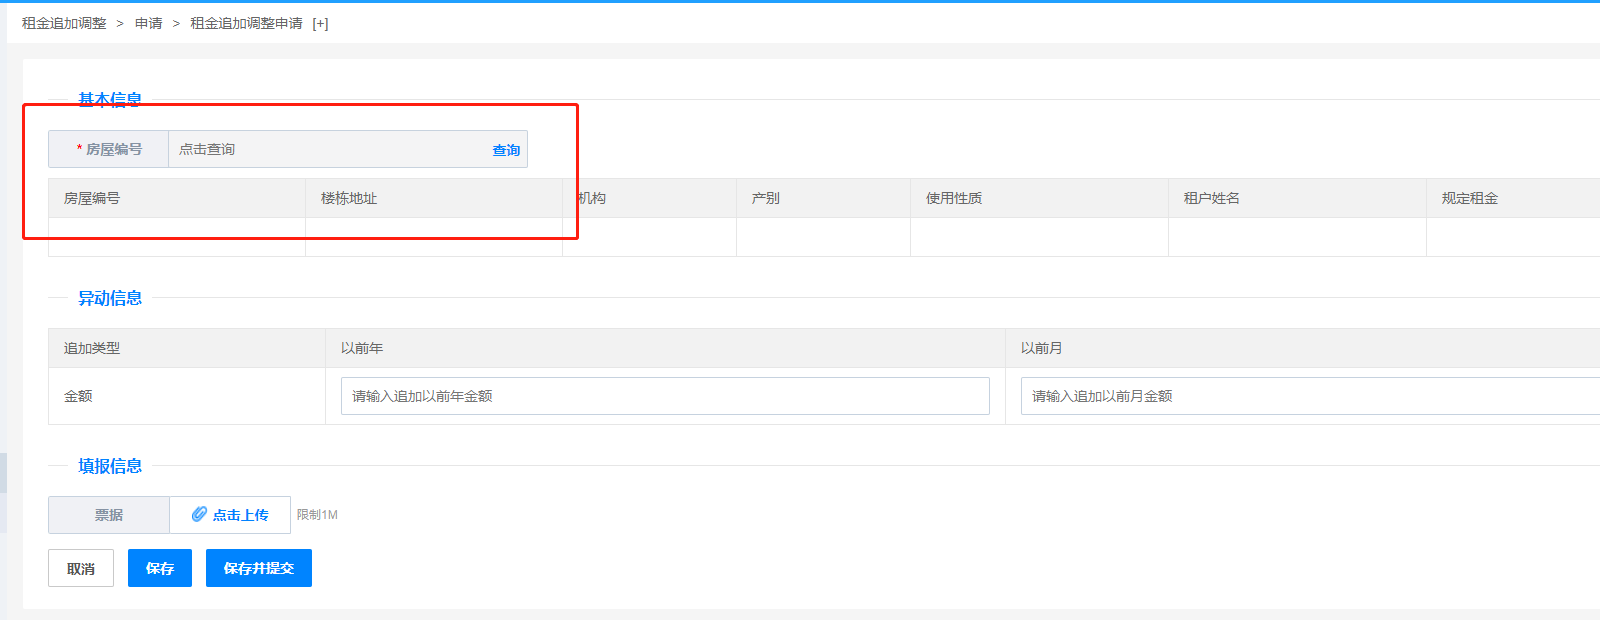 租金追加调整 > 申请 > 租金追加调整申请 [+]
基本信息
* 房屋编号 点击查询 查询
房屋编号 楼栋地址 机构 产别 使用性质 租户姓名 规定租金
异动信息
追加类型 以前年 以前月
金额 请输入追加以前年金额 请输入追加以前月金额
填报信息
票据 点击上传 限制1M
取消 保存 保存并提交